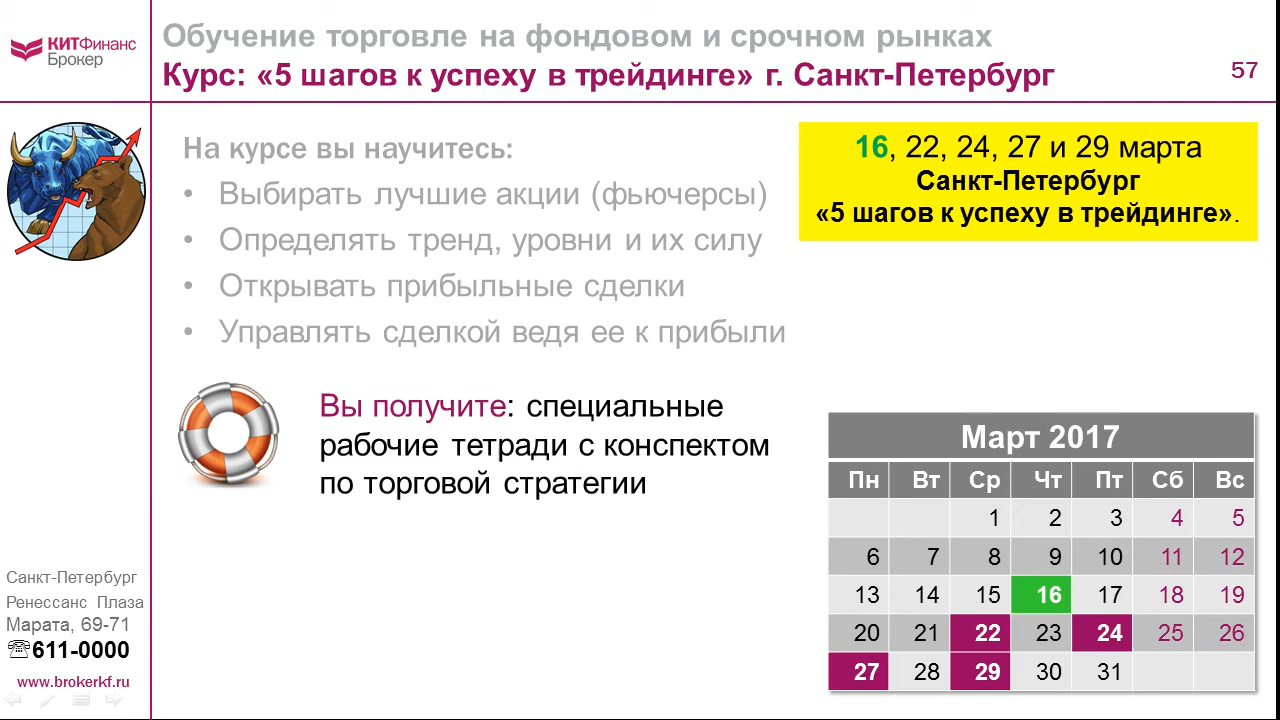 КИТФинанс
Брокер
Обучение торговле на фондовом и срочном рынках
Курс: «5 шагов к успеху в трейдинге» г. Санкт-Петербург
57
На курсе вы научитесь:
• Выбирать лучшие акции (фьючерсы)
• Определять тренд, уровни и их силу
• Открывать прибыльные сделки
• Управлять сделкой ведя ее к прибыли
16, 22, 24, 27 и 29 марта
Санкт-Петербург
«5 шагов к успеху в трейдинге».
Вы получите: специальные
рабочие тетради с конспектом
по торговой стратегии
Март 2017
Пн Вт Ср Чт Пт Сб Вс
1 2 3 4 5
6 7 8 9 10 11 12
13 14 15 16 17 18 19
20 21 22 23 24 25 26
27 28 29 30 31
Санкт-Петербург
Ренессанс Плаза
Марата, 69-71
☏611-0000
www.brokerkf.ru